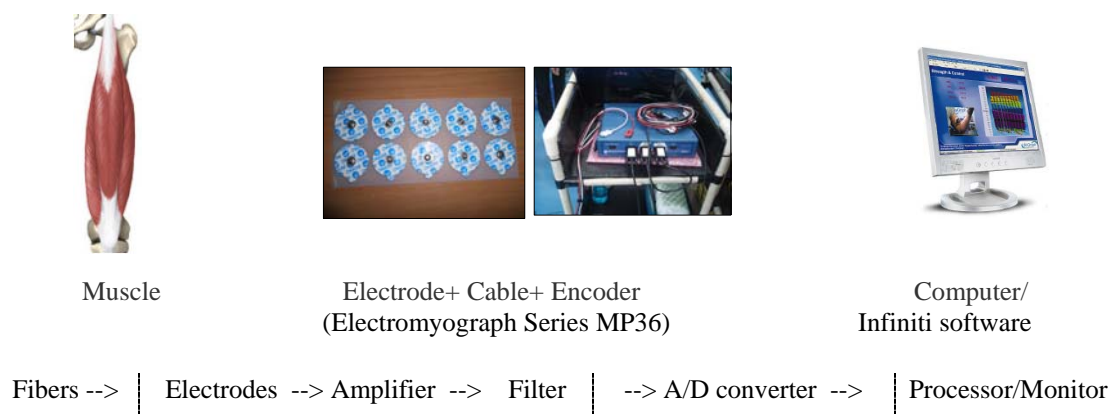 Muscle
Electrode+ Cable+ Encoder
Computer/
(Electromyograph Series MP36)
Infiniti software
Fibers --> Electrodes --> Amplifier --> Filter --> A/D converter --> Processor/Monitor